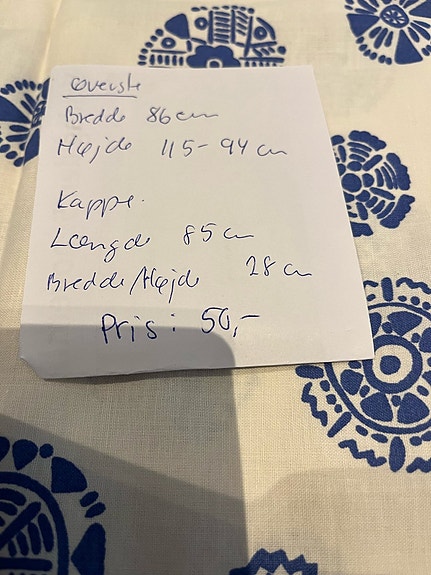 Øverste
Bredde 86 cm
Højde 115-94 cm
Kappe.
Længde 85 cm
Bredde/Højde 28 cm
Pris: 50,-